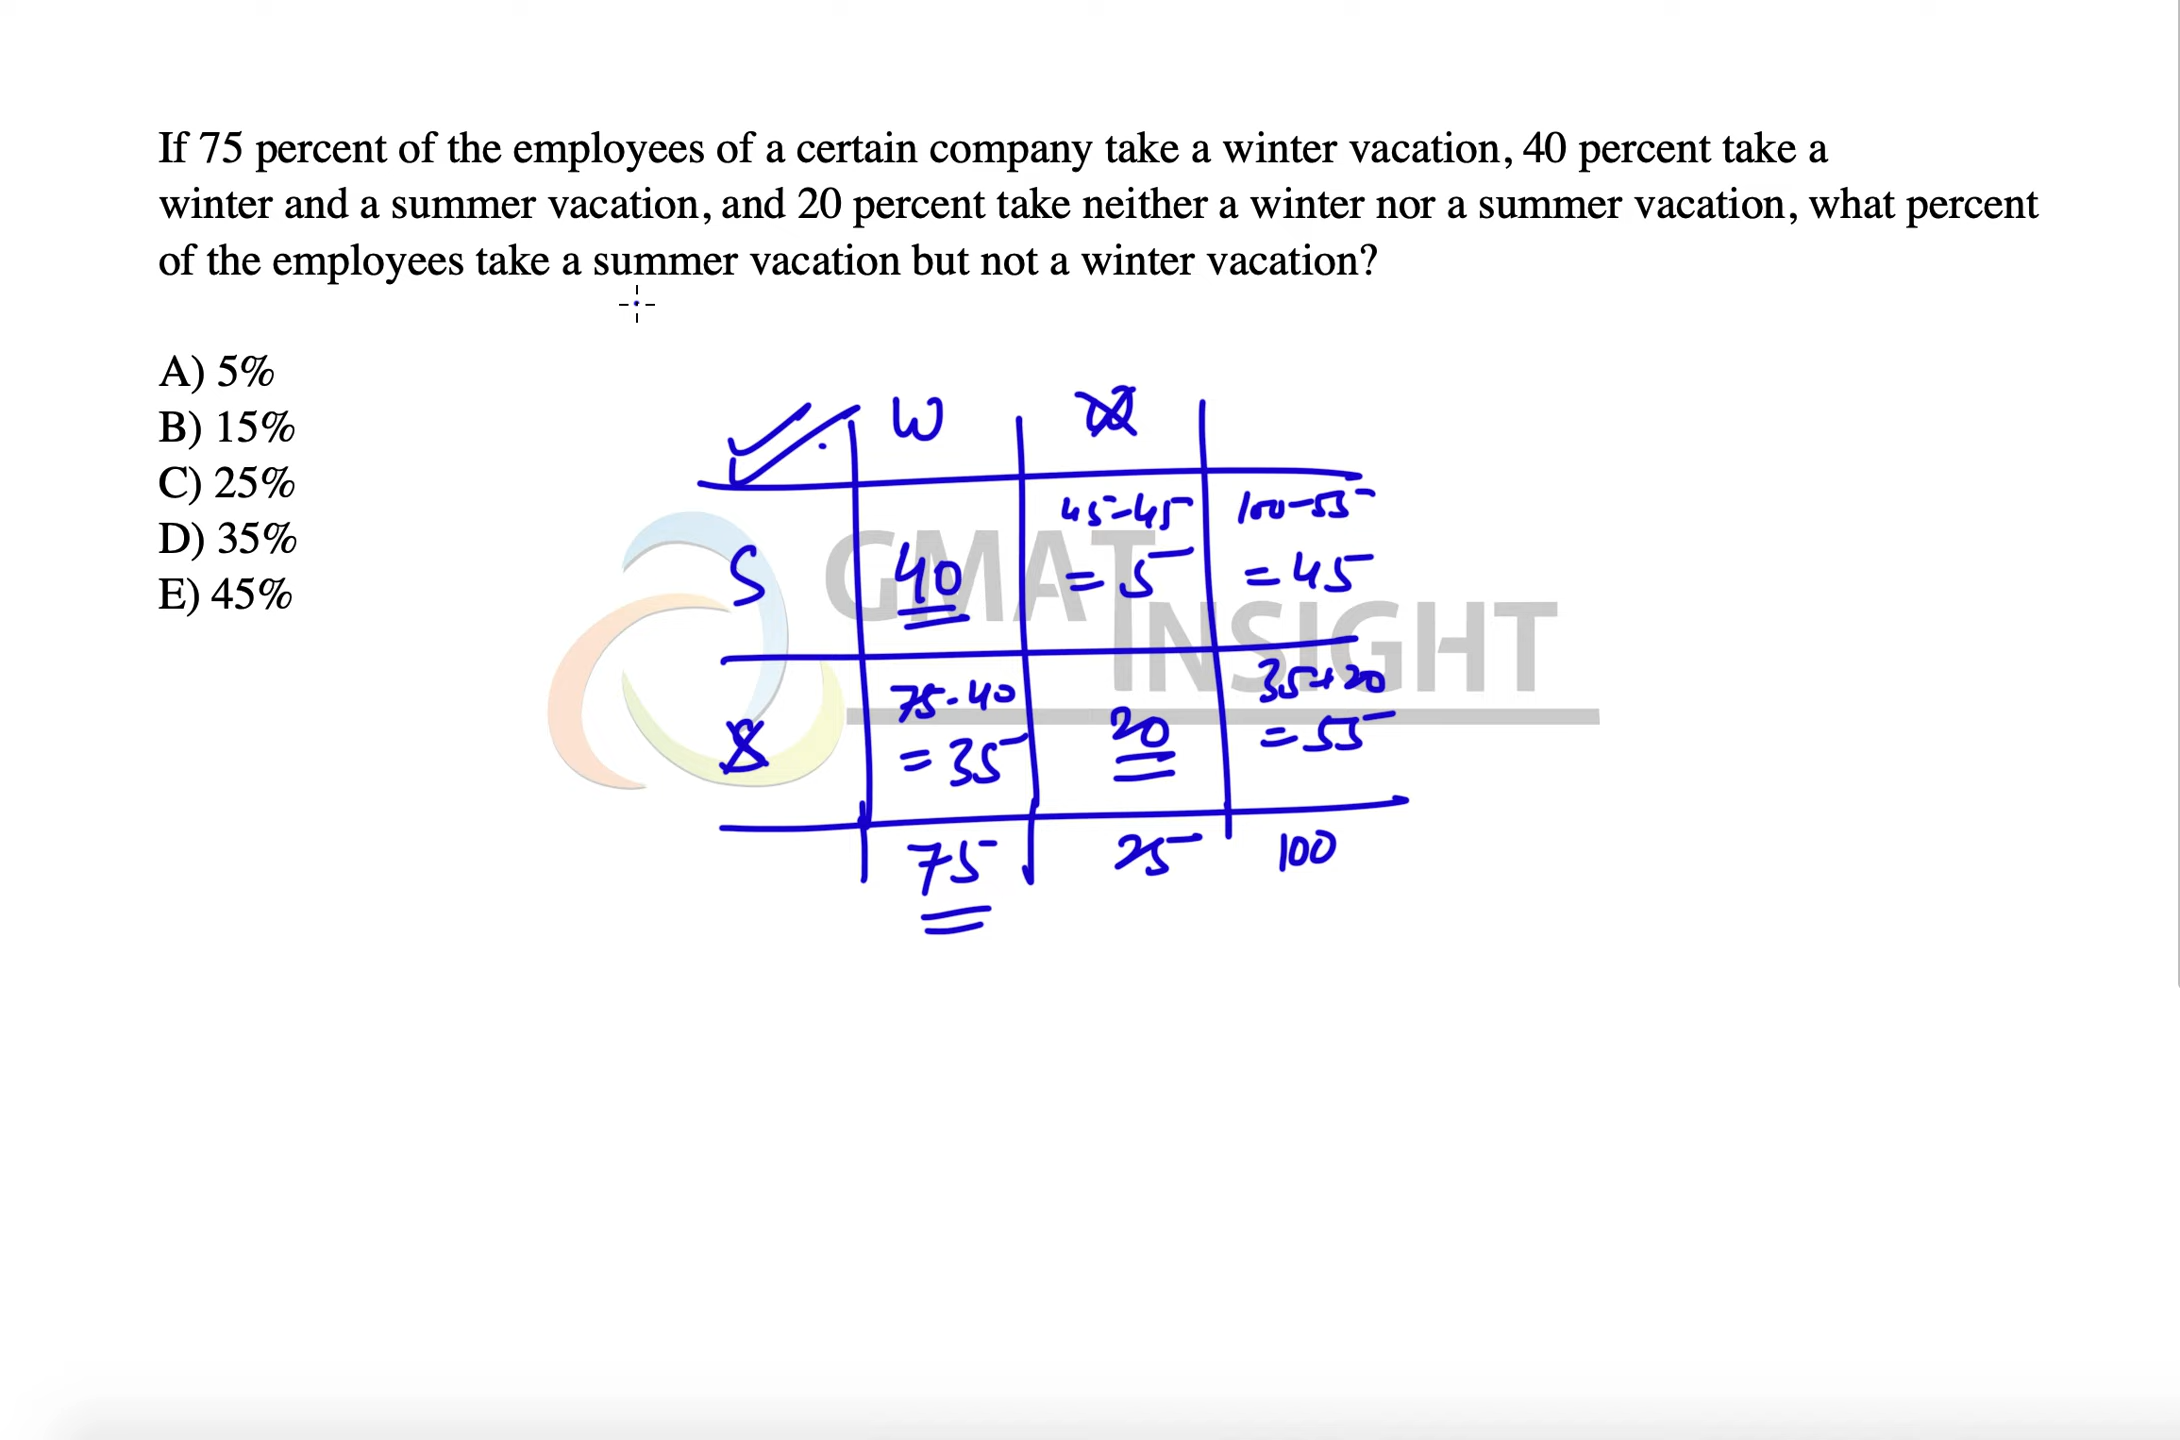 If 75 percent of the employees of a certain company take a winter vacation, 40 percent take a
winter and a summer vacation, and 20 percent take neither a winter nor a summer vacation, what percent
of the employees take a summer vacation but not a winter vacation?
A) 5%
B) 15%
C) 25%
D) 35%
E) 45%
W W
45-45 100-55
S 40 = 5 = 45
GMAT INSIGHT
75-40 35+20
S = 35 20 = 55
75 25 100